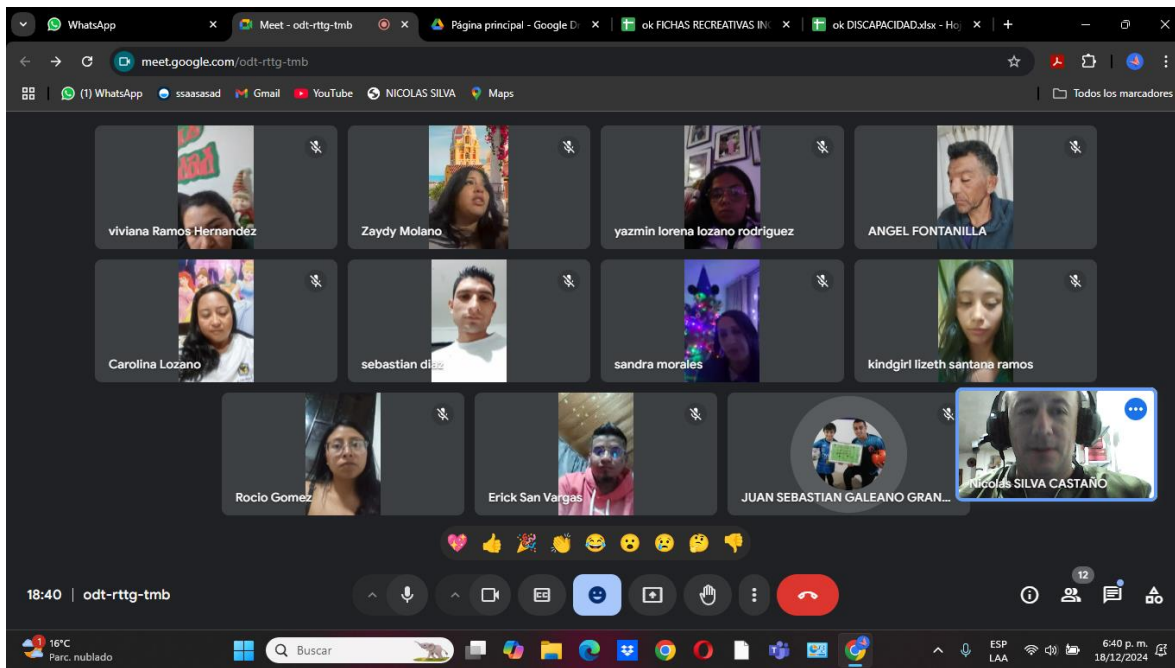 WhatsApp
Meet - odt-rttg-tmb
Página principal - Google Dr
ok FICHAS RECREATIVAS INC
ok DISCAPACIDAD.xlsx - Hoj
meet.google.com/odt-rttg-tmb
(1) WhatsApp
ssaasasad
Gmail
YouTube
NICOLAS SILVA
Maps
Todos los marcadores
viviana Ramos Hernandez
Zaydy Molano
yazmin lorena lozano rodriguez
ANGEL FONTANILLA
Carolina Lozano
sebastian diaz
sandra morales
kindgirl lizeth santana ramos
Rocio Gomez
Erick San Vargas
JUAN SEBASTIAN GALEANO GRAN...
Nicolas SILVA CASTAÑO
18:40 | odt-rttg-tmb
12
1
16°C
Parc. nublado
Buscar
ESP
LAA
6:40 p. m.
18/12/2024